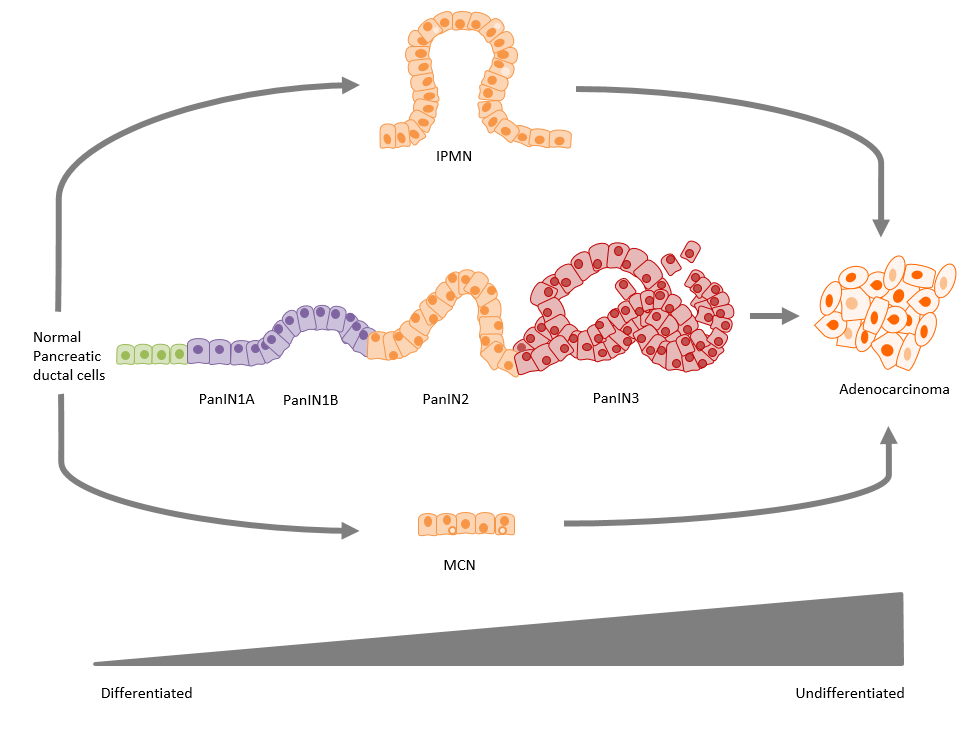 IPMN
Normal
Pancreatic
ductal cells
PanIN1A
PanIN1B
PanIN2
PanIN3
Adenocarcinoma
MCN
Differentiated
Undifferentiated